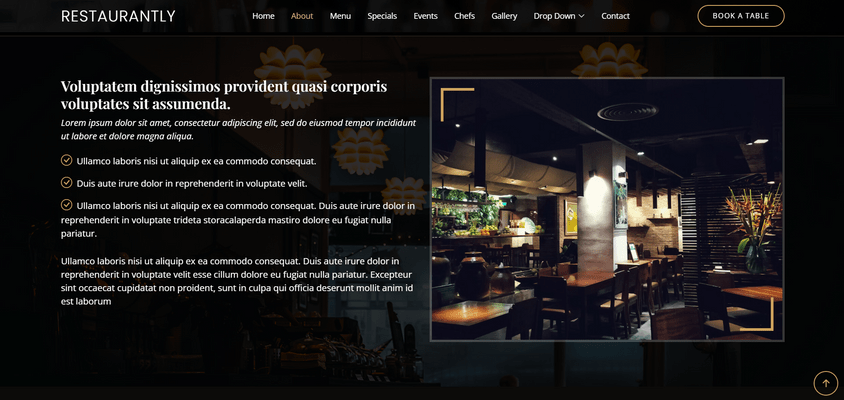 RESTAURANTLY
Home About Menu Specials Events Chefs Gallery Drop Down Contact
BOOK A TABLE
Voluptatem dignissimos provident quasi corporis
voluptates sit assumenda.
Lorem ipsum dolor sit amet, consectetur adipiscing elit, sed do eiusmod tempor incididunt
ut labore et dolore magna aliqua.
Ullamco laboris nisi ut aliquip ex ea commodo consequat.
Duis aute irure dolor in reprehenderit in voluptate velit.
Ullamco laboris nisi ut aliquip ex ea commodo consequat. Duis aute irure dolor in
reprehenderit in voluptate trideta storacalaperda mastiro dolore eu fugiat nulla
pariatur.
Ullamco laboris nisi ut aliquip ex ea commodo consequat. Duis aute irure dolor in
reprehenderit in voluptate velit esse cillum dolore eu fugiat nulla pariatur. Excepteur
sint occaecat cupidatat non proident, sunt in culpa qui officia deserunt mollit anim id
est laborum